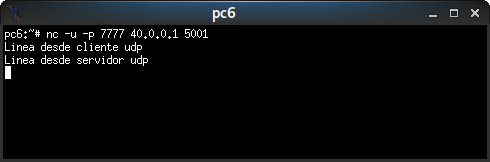 pc6
pc6:~# nc -u -p 7777 40.0.0.1 5001
Linea desde cliente udp
Linea desde servidor udp